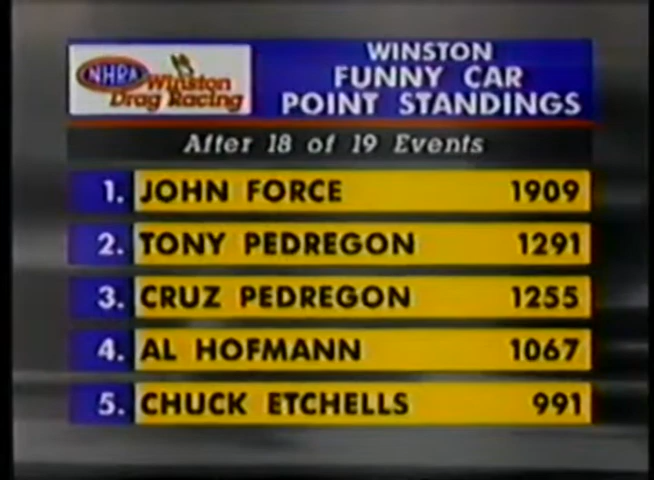 NHRA
Winston
Drag Racing
WINSTON
FUNNY CAR
POINT STANDINGS
After 18 of 19 Events
1. JOHN FORCE 1909
2. TONY PEDREGON 1291
3. CRUZ PEDREGON 1255
4. AL HOFMANN 1067
5. CHUCK ETCHELLS 991